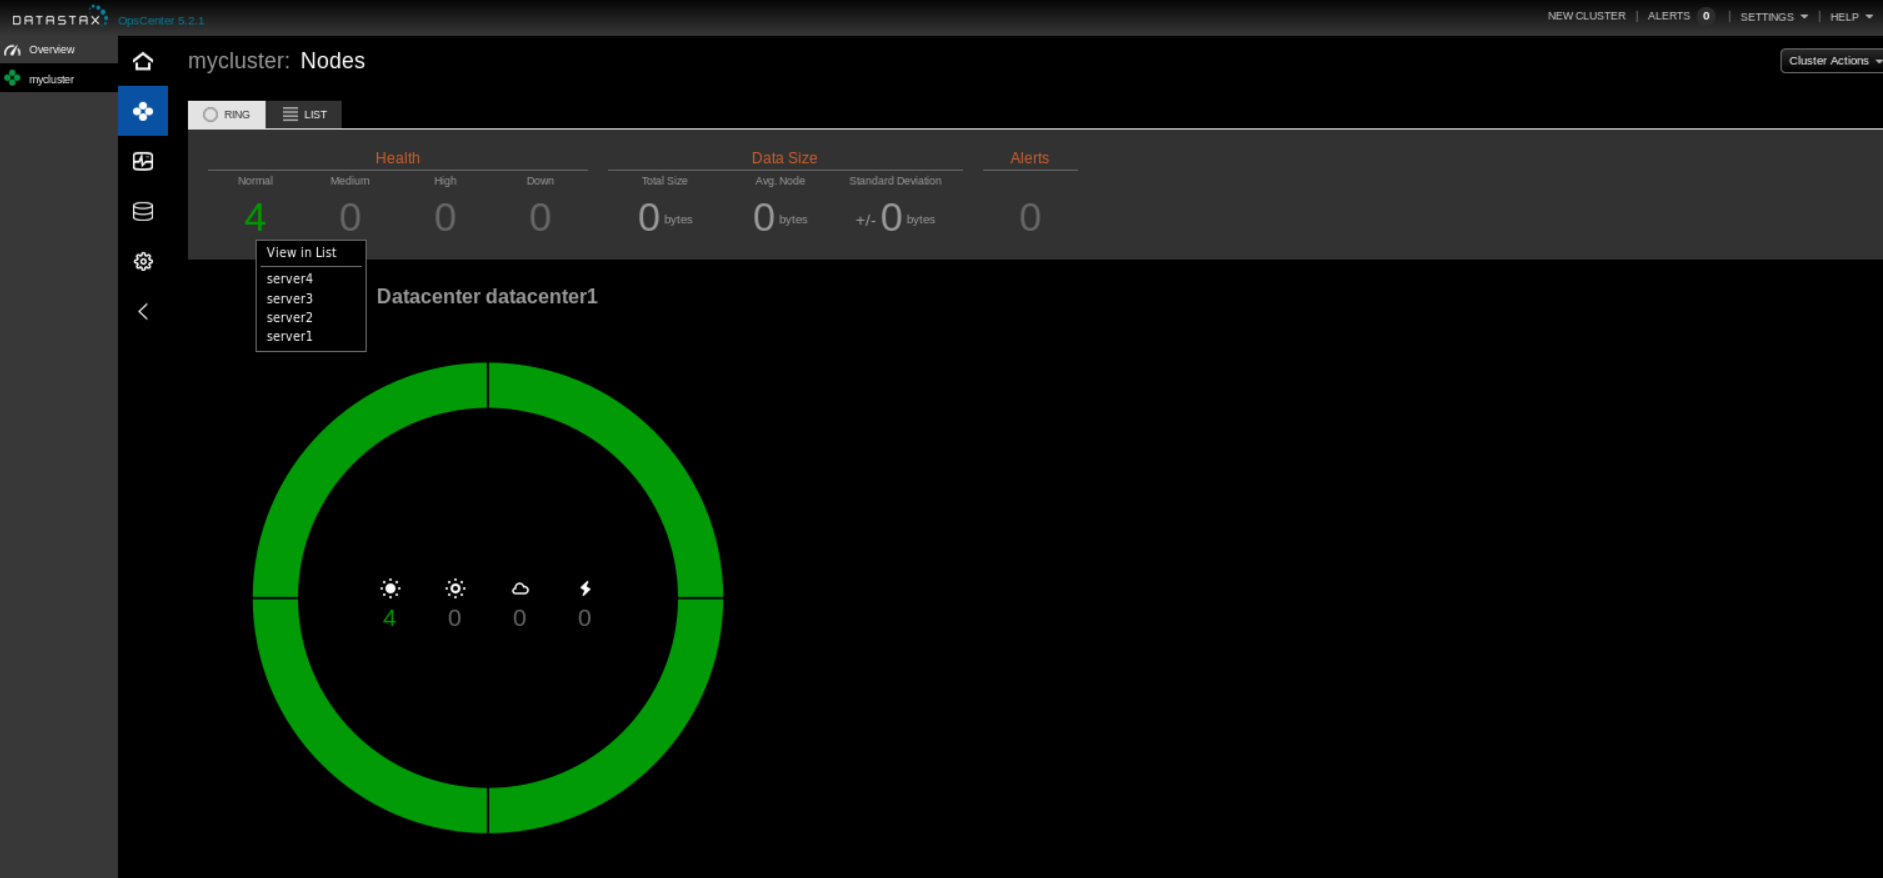 DATASTAX OpsCenter 5.2.1
NEW CLUSTER | ALERTS 0 | SETTINGS | HELP
Overview
mycluster
mycluster: Nodes
Cluster Actions
RING LIST
Health Data Size Alerts
Normal Medium High Down Total Size Avg. Node Standard Deviation
4 0 0 0 0 bytes 0 bytes +/- 0 bytes 0
View in List
server4
server3
server2
server1
Datacenter datacenter1
4 0 0 0